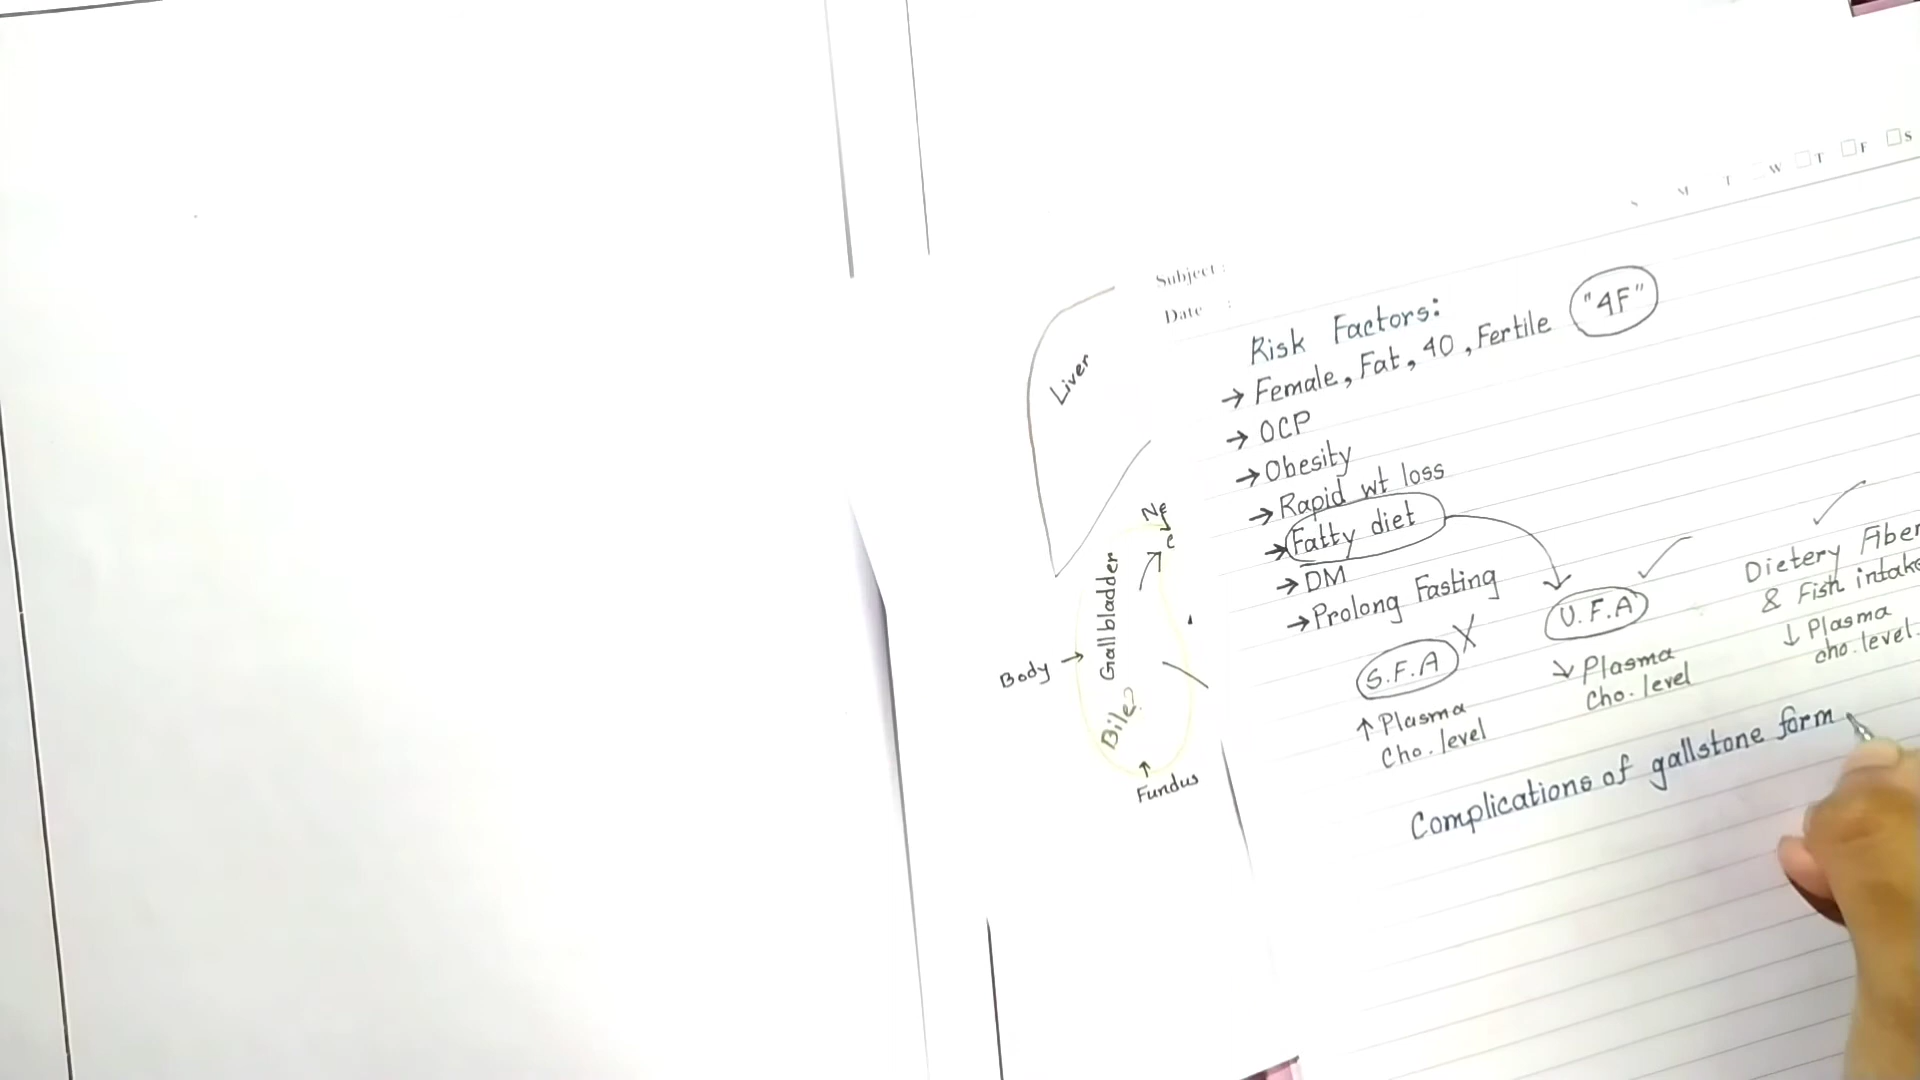 S M T W T F S
Subject :
Date :
Risk Factors:
→ Female, Fat, 40, Fertile "4F"
→ OCP
→ Obesity
→ Rapid wt loss
→ Fatty diet
→ DM
→ Prolong Fasting
S.F.A X
↑ Plasma
Cho. level
U.F.A
↓ Plasma
Cho. level
Dietery Fiber
& Fish intake
↓ Plasma
cho. level.
Complications of gallstone form
Liver
Gallbladder
Bile?
Body →
↑
Fundus